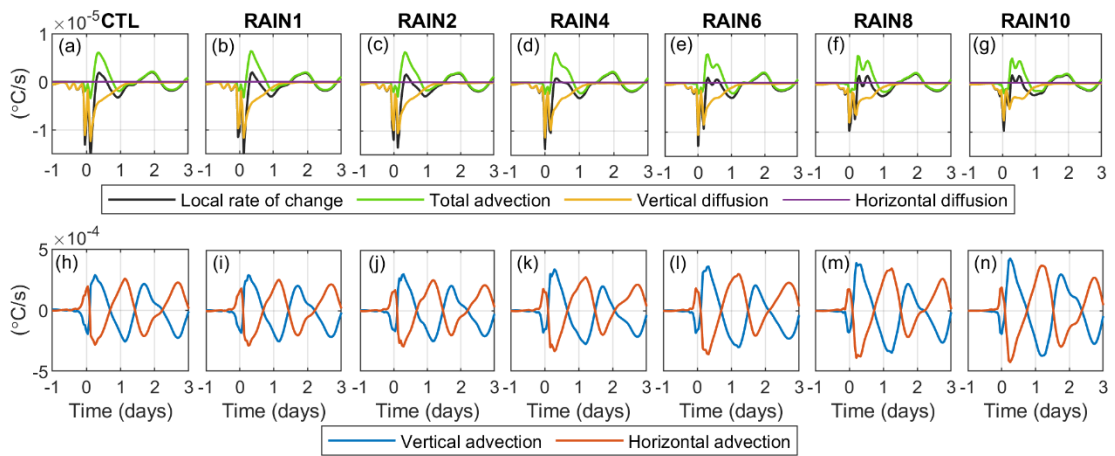 CTL RAIN1 RAIN2 RAIN4 RAIN6 RAIN8 RAIN10
×10⁻⁵
(a) (b) (c) (d) (e) (f) (g)
1
0
-1
(°C/s)
-1 0 1 2 3 -1 0 1 2 3 -1 0 1 2 3 -1 0 1 2 3 -1 0 1 2 3 -1 0 1 2 3 -1 0 1 2 3
Local rate of change Total advection Vertical diffusion Horizontal diffusion
×10⁻⁴
(h) (i) (j) (k) (l) (m) (n)
5
0
-5
(°C/s)
-1 0 1 2 3 -1 0 1 2 3 -1 0 1 2 3 -1 0 1 2 3 -1 0 1 2 3 -1 0 1 2 3 -1 0 1 2 3
Time (days) Time (days) Time (days) Time (days) Time (days) Time (days) Time (days)
Vertical advection Horizontal advection